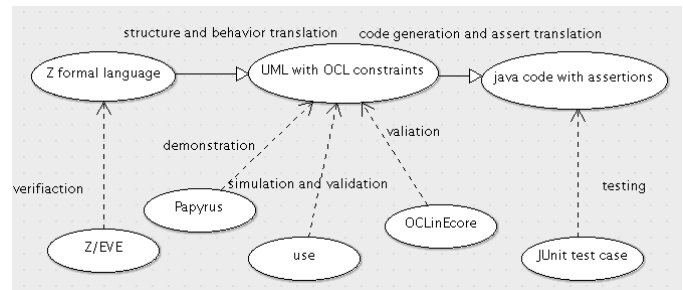 structure and behavior translation
code generation and assert translation
Z formal language
UML with OCL constraints
java code with assertions
demonstration
valiation
verifiaction
simulation and validation
testing
Papyrus
OCLinEcore
Z/EVE
use
JUnit test case